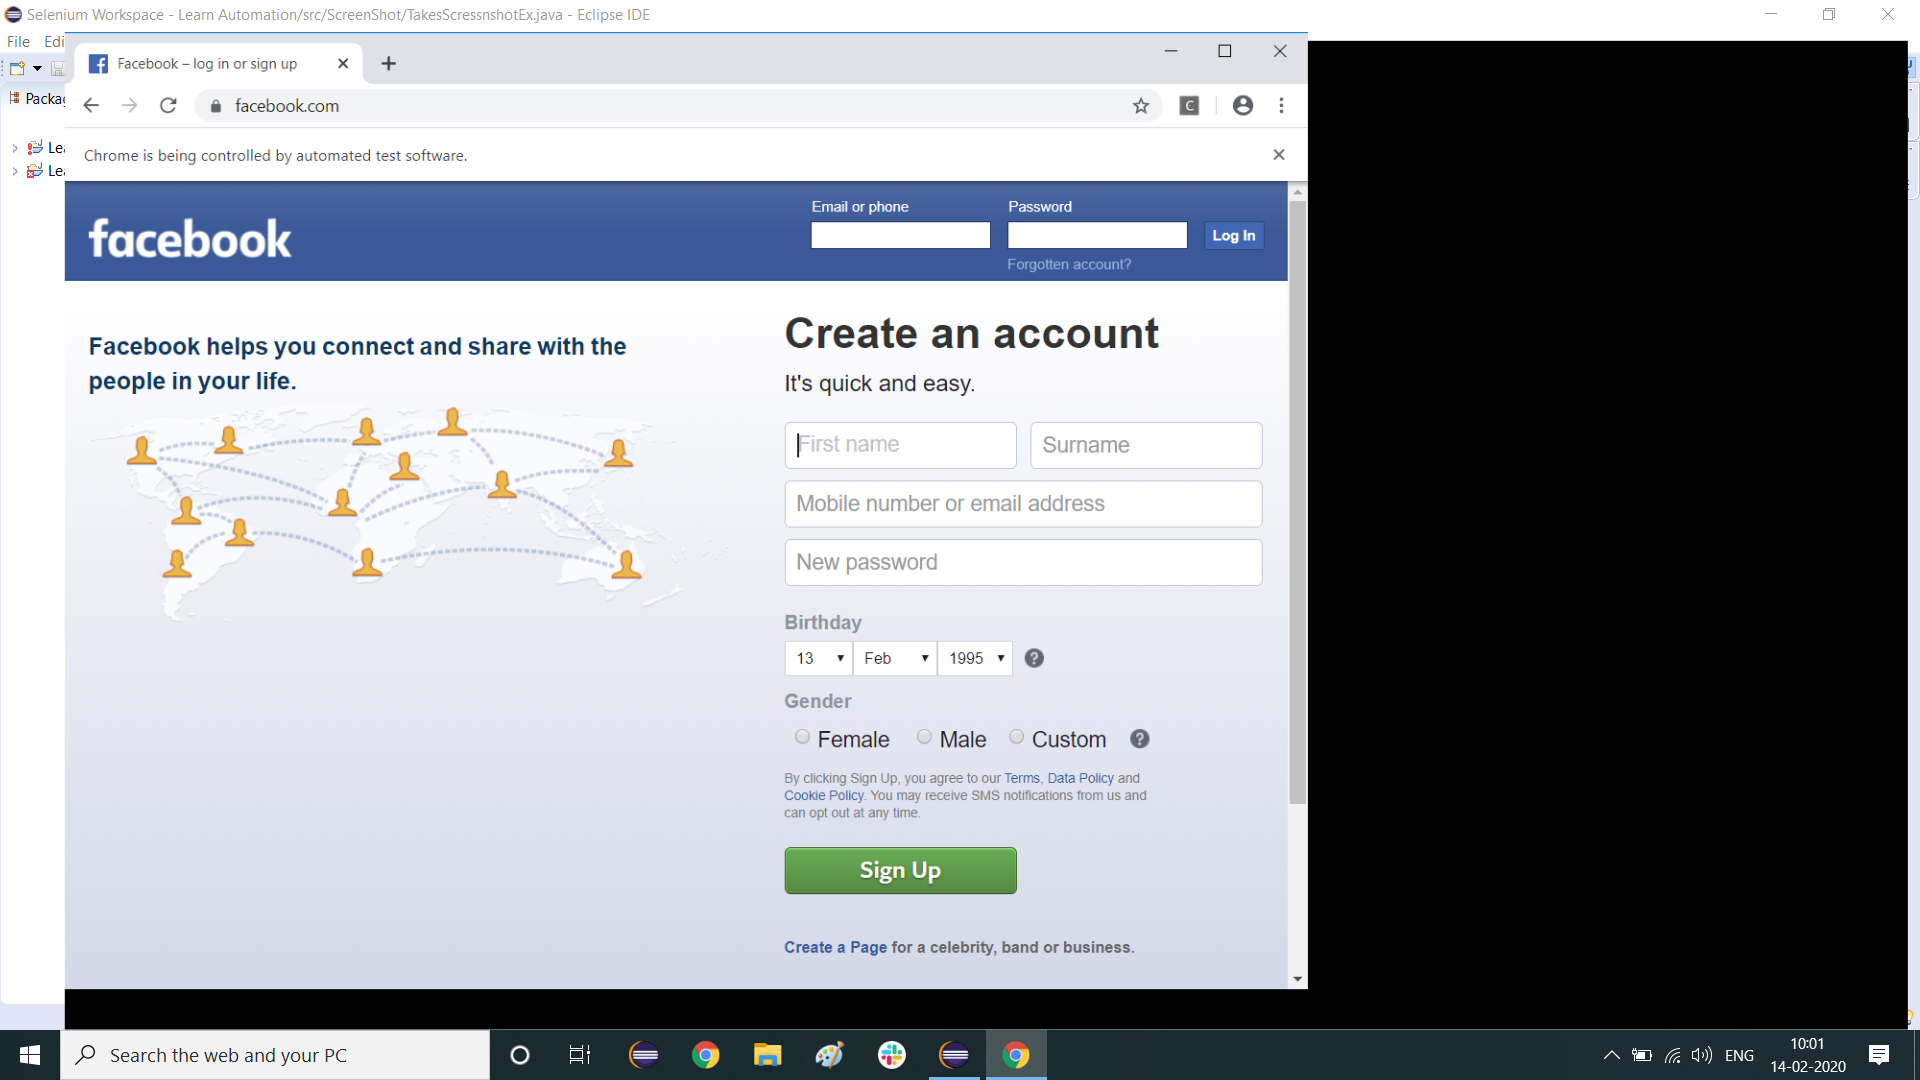 Selenium Workspace - Learn Automation/src/ScreenShot/TakesScressnshotEx.java - Eclipse IDE
File Edi
Facebook – log in or sign up
facebook.com
C
Chrome is being controlled by automated test software.
Packag
Lea
Lea
facebook
Email or phone Password
Log In
Forgotten account?
Facebook helps you connect and share with the
people in your life.
Create an account
It's quick and easy.
First name Surname
Mobile number or email address
New password
Birthday
13 Feb 1995 ?
Gender
Female Male Custom ?
By clicking Sign Up, you agree to our Terms, Data Policy and
Cookie Policy. You may receive SMS notifications from us and
can opt out at any time.
Sign Up
Create a Page for a celebrity, band or business.
Search the web and your PC
ENG
10:01
14-02-2020